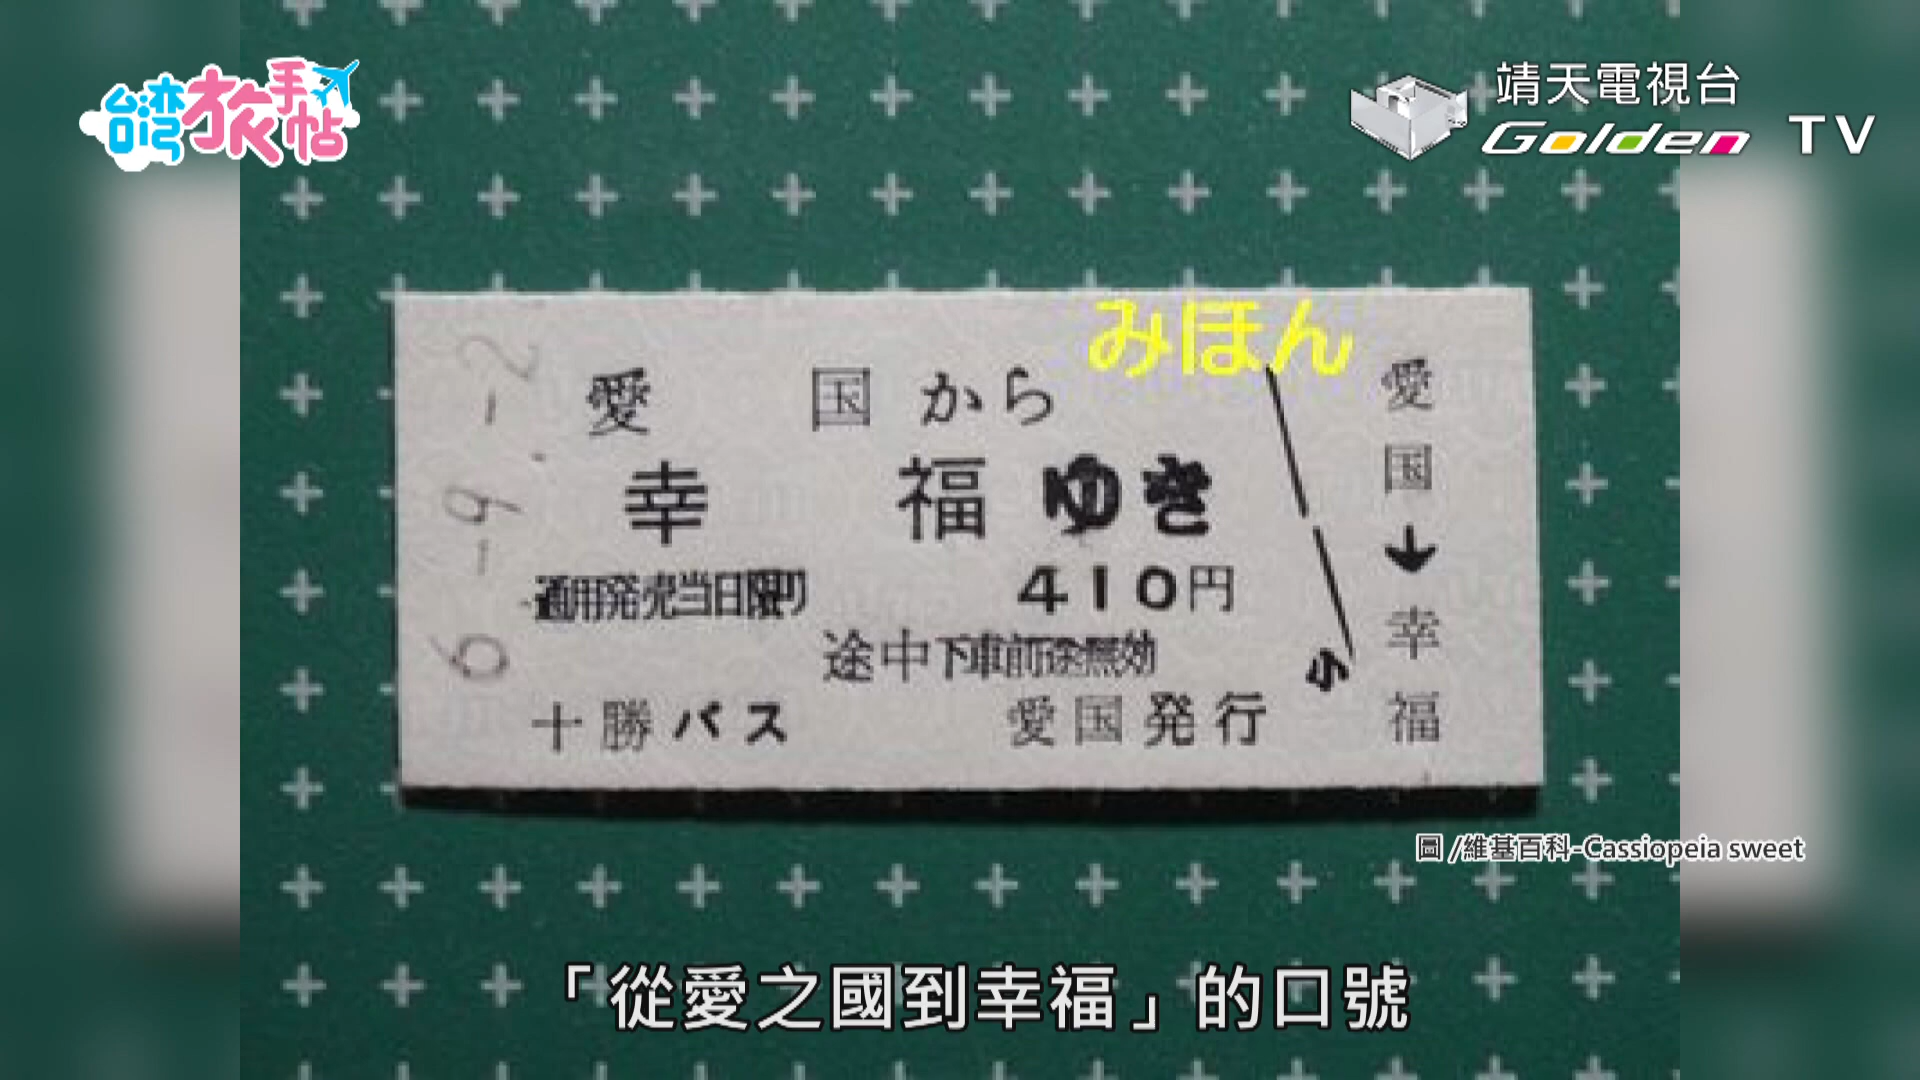 台灣旅手帖
靖天電視台
Golden TV
みほん
愛国から
幸福ゆき
通用発売当日限り 410円
途中下車前途無効
十勝バス 愛国発行
6.-9.-2
愛国↓幸福
圖/維基百科-Cassiopeia sweet
「從愛之國到幸福」的口號